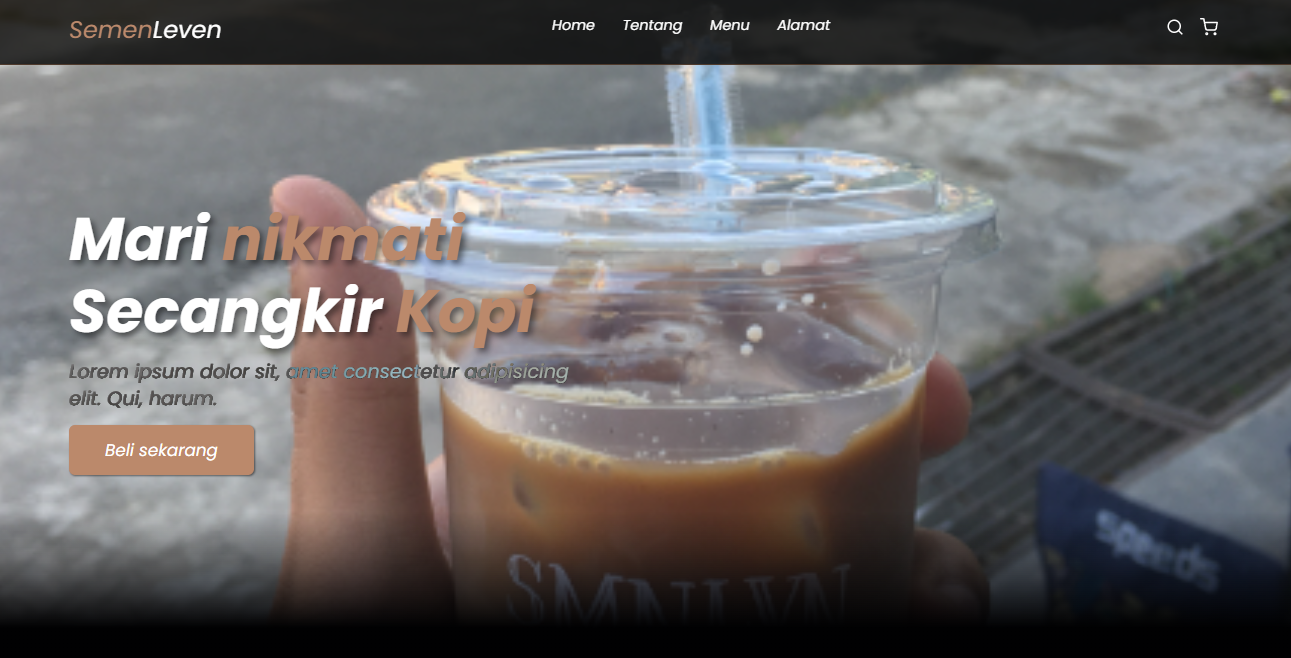 SemenLeven
Home Tentang Menu Alamat
Mari nikmati
Secangkir Kopi
Lorem ipsum dolor sit, amet consectetur adipisicing
elit. Qui, harum.
Beli sekarang
speeds
SMNLVN